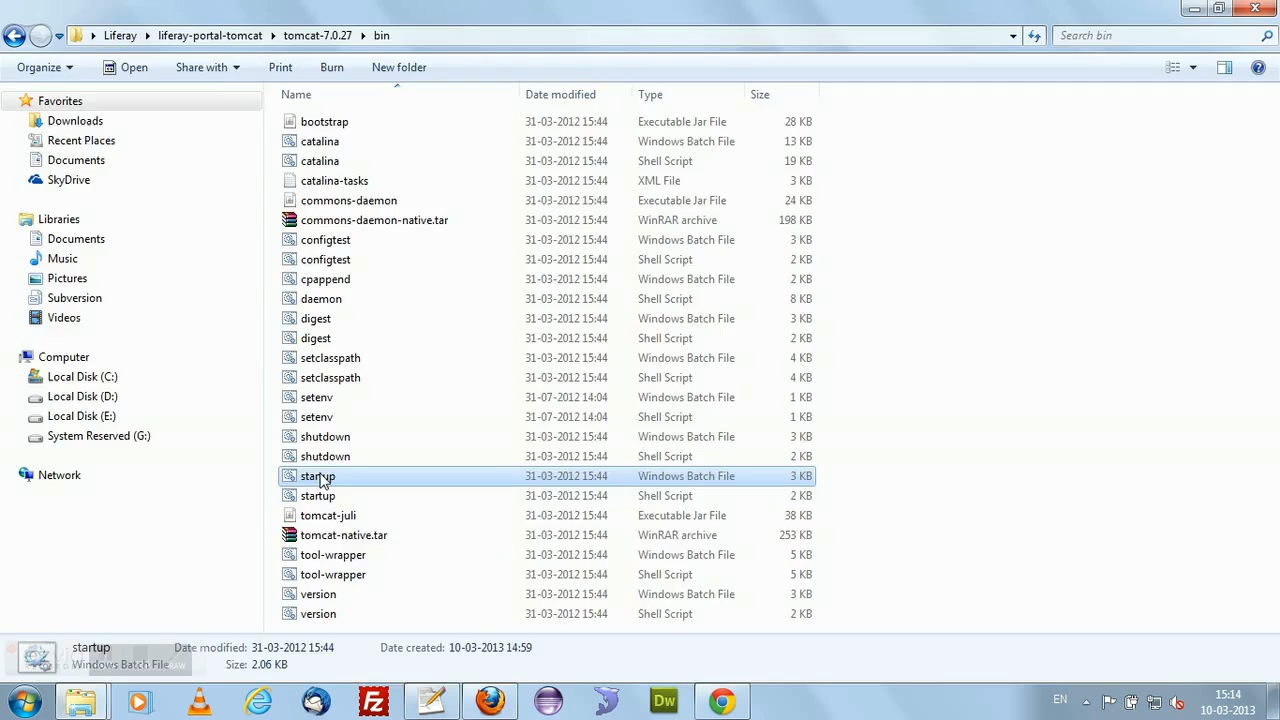 Liferay liferay-portal-tomcat tomcat-7.0.27 bin Search bin
Organize Open Share with Print Burn New folder
Name Date modified Type Size
Favorites
Downloads
Recent Places
Documents
SkyDrive
Libraries
Documents
Music
Pictures
Subversion
Videos
Computer
Local Disk (C:)
Local Disk (D:)
Local Disk (E:)
System Reserved (G:)
Network
bootstrap 31-03-2012 15:44 Executable Jar File 28 KB
catalina 31-03-2012 15:44 Windows Batch File 13 KB
catalina 31-03-2012 15:44 Shell Script 19 KB
catalina-tasks 31-03-2012 15:44 XML File 3 KB
commons-daemon 31-03-2012 15:44 Executable Jar File 24 KB
commons-daemon-native.tar 31-03-2012 15:44 WinRAR archive 198 KB
configtest 31-03-2012 15:44 Windows Batch File 3 KB
configtest 31-03-2012 15:44 Shell Script 2 KB
cpappend 31-03-2012 15:44 Windows Batch File 2 KB
daemon 31-03-2012 15:44 Shell Script 8 KB
digest 31-03-2012 15:44 Windows Batch File 3 KB
digest 31-03-2012 15:44 Shell Script 2 KB
setclasspath 31-03-2012 15:44 Windows Batch File 4 KB
setclasspath 31-03-2012 15:44 Shell Script 4 KB
setenv 31-07-2012 14:04 Windows Batch File 1 KB
setenv 31-07-2012 14:04 Shell Script 1 KB
shutdown 31-03-2012 15:44 Windows Batch File 3 KB
shutdown 31-03-2012 15:44 Shell Script 2 KB
startup 31-03-2012 15:44 Windows Batch File 3 KB
startup 31-03-2012 15:44 Shell Script 2 KB
tomcat-juli 31-03-2012 15:44 Executable Jar File 38 KB
tomcat-native.tar 31-03-2012 15:44 WinRAR archive 253 KB
tool-wrapper 31-03-2012 15:44 Windows Batch File 5 KB
tool-wrapper 31-03-2012 15:44 Shell Script 5 KB
version 31-03-2012 15:44 Windows Batch File 3 KB
version 31-03-2012 15:44 Shell Script 2 KB
startup Date modified: 31-03-2012 15:44 Date created: 10-03-2013 14:59
Windows Batch File Size: 2.06 KB
Dw EN 15:14
10-03-2013